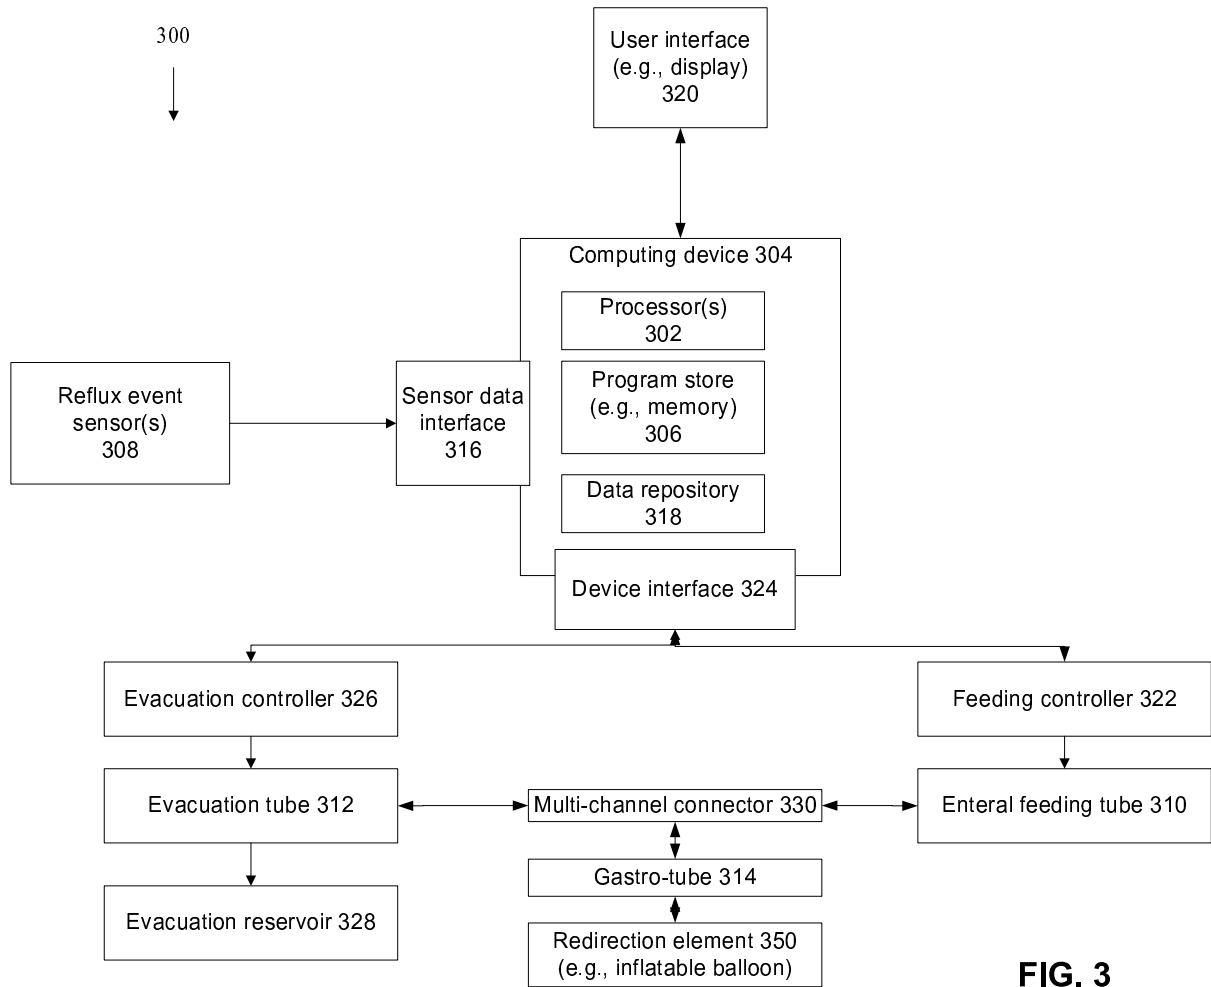 300
User interface
(e.g., display)
320
Computing device 304
Processor(s)
302
Reflux event
sensor(s)
308
Sensor data
interface
316
Program store
(e.g., memory)
306
Data repository
318
Device interface 324
Evacuation controller 326
Feeding controller 322
Evacuation tube 312
Multi-channel connector 330
Enteral feeding tube 310
Gastro-tube 314
Evacuation reservoir 328
Redirection element 350
(e.g., inflatable balloon)
FIG. 3